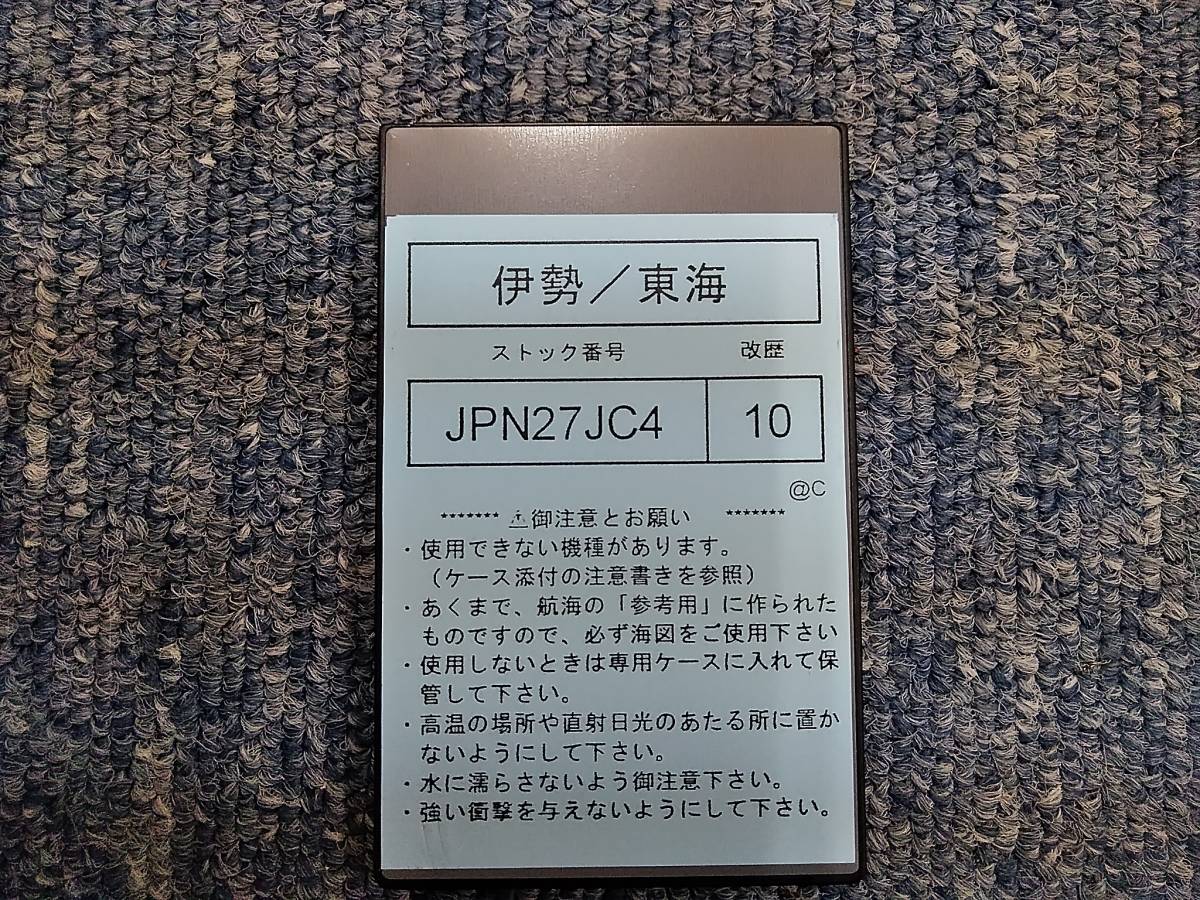 伊勢／東海
ストック番号 改歴
JPN27JC4 10
@C
******* ⚠御注意とお願い *******
・使用できない機種があります。
（ケース添付の注意書きを参照）
・あくまで、航海の「参考用」に作られた
ものですので、必ず海図をご使用下さい
・使用しないときは専用ケースに入れて保
管して下さい。
・高温の場所や直射日光のあたる所に置か
ないようにして下さい。
・水に濡らさないよう御注意下さい。
・強い衝撃を与えないようにして下さい。